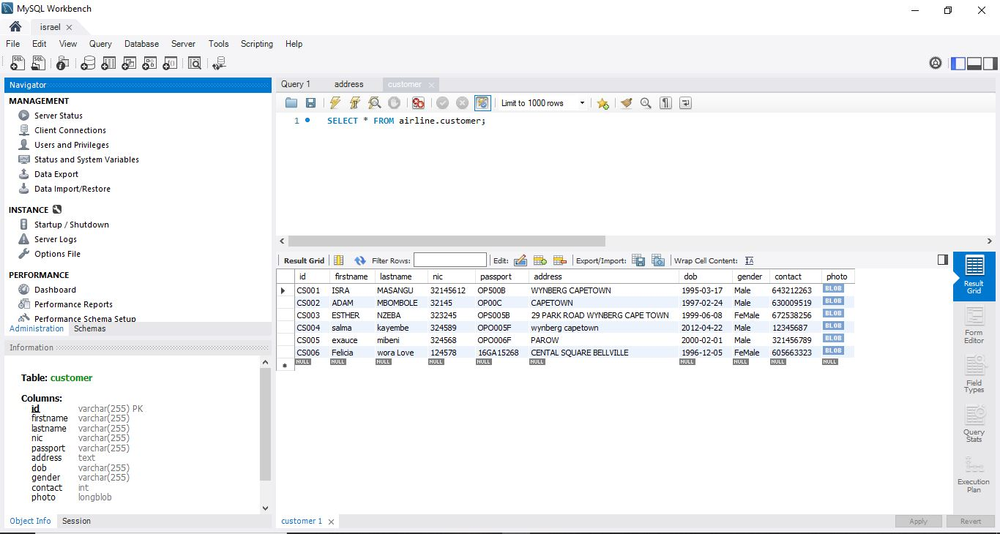 MySQL Workbench
israel
File Edit View Query Database Server Tools Scripting Help
Navigator
MANAGEMENT
Server Status
Client Connections
Users and Privileges
Status and System Variables
Data Export
Data Import/Restore
INSTANCE
Startup / Shutdown
Server Logs
Options File
PERFORMANCE
Dashboard
Performance Reports
Performance Schema Setup
Administration Schemas
Information
Table: customer
Columns:
id varchar(255) PK
firstname varchar(255)
lastname varchar(255)
nic varchar(255)
passport varchar(255)
address text
dob varchar(255)
gender varchar(255)
contact int
photo longblob
Object Info Session
Query 1 address customer
Limit to 1000 rows
1 SELECT * FROM airline.customer;
Result Grid Filter Rows: Edit: Export/Import: Wrap Cell Content:
id firstname lastname nic passport address dob gender contact photo
CS001 ISRA MASANGU 32145612 OP500B WYNBERG CAPETOWN 1995-03-17 Male 643212263 BLOB
CS002 ADAM MBOMBOLE 32145 OP00C CAPETOWN 1997-02-24 Male 630009519 BLOB
CS003 ESTHER NZEBA 323245 OPS005B 29 PARK ROAD WYNBERG CAPE TOWN 1999-06-08 FeMale 672538256 BLOB
CS004 salma kayembe 324589 OPO005F wynberg capetown 2012-04-22 Male 12345687 BLOB
CS005 exauce mibeni 324568 OPO006F PAROW 2000-02-01 Male 321456789 BLOB
CS006 Felicia wora Love 124578 16GA15268 CENTAL SQUARE BELLVILLE 1996-12-05 FeMale 605663323 BLOB
NULL NULL NULL NULL NULL NULL NULL NULL NULL NULL
Result
Grid
Form
Editor
Field
Types
Query
Stats
Execution
Plan
customer 1
Apply Revert